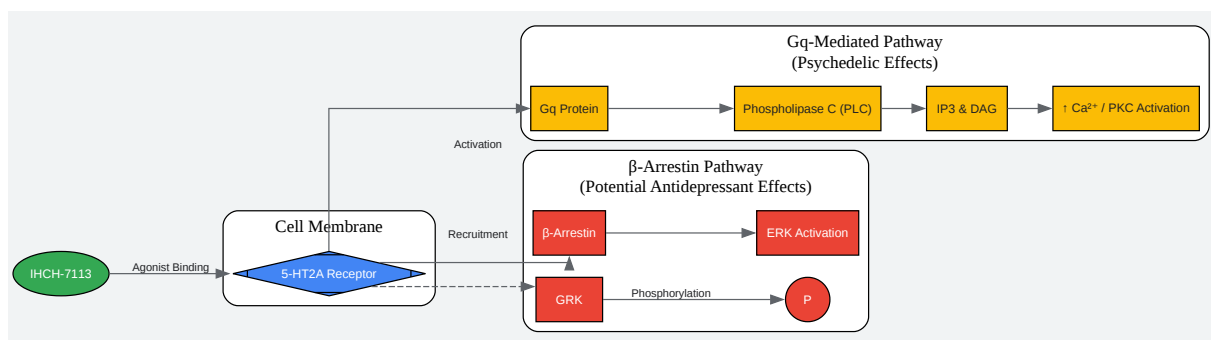 Gq-Mediated Pathway
(Psychedelic Effects)
Gq Protein
Phospholipase C (PLC)
IP3 & DAG
↑ Ca²⁺ / PKC Activation
Activation
β-Arrestin Pathway
(Potential Antidepressant Effects)
Cell Membrane
Recruitment
β-Arrestin
ERK Activation
IHCH-7113
Agonist Binding
5-HT2A Receptor
GRK
Phosphorylation
P